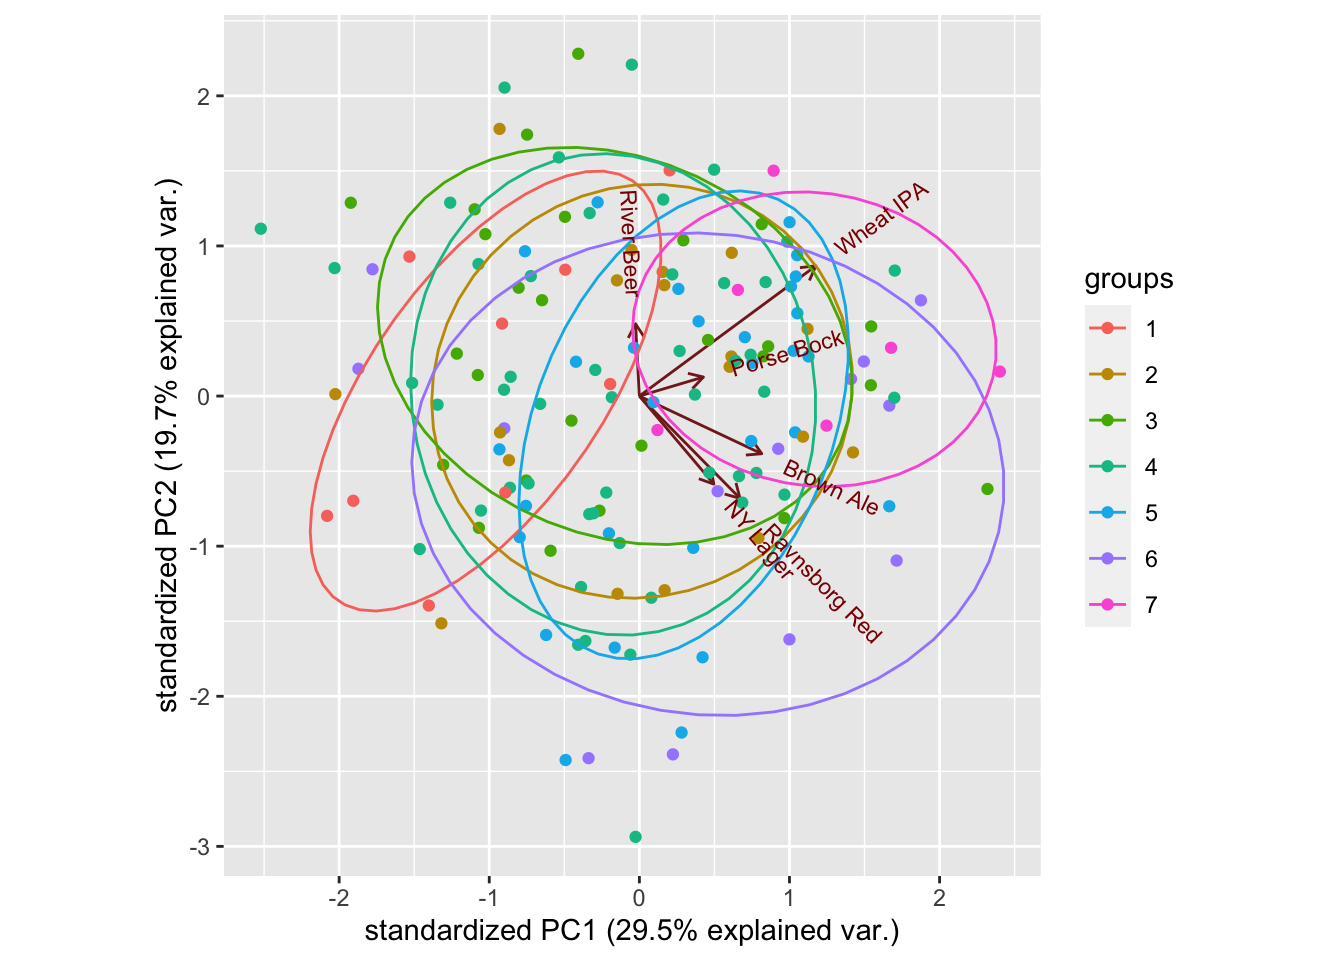 2
1
0
-1
-2
-3
standardized PC2 (19.7% explained var.)
River Beer
Wheat IPA
Porse Bock
Brown Ale
NY Lager
Ravnsborg Red
-2
-1
0
1
2
standardized PC1 (29.5% explained var.)
groups
1
2
3
4
5
6
7